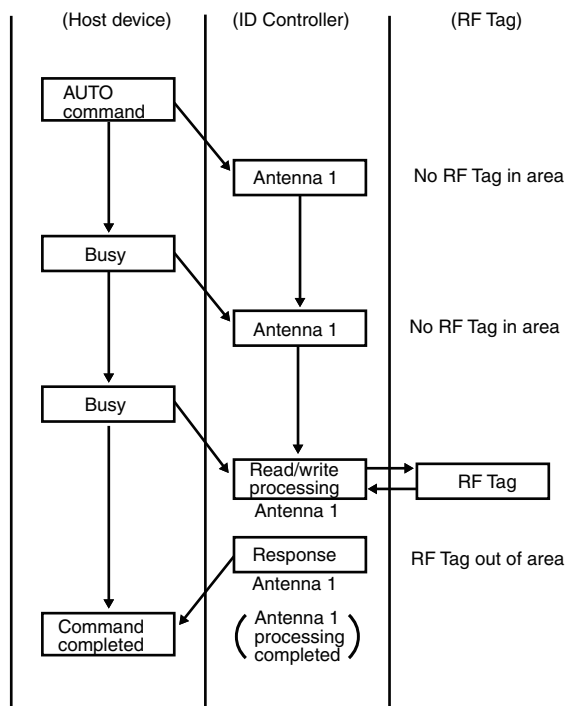 (Host device) (ID Controller) (RF Tag)
AUTO
command
Antenna 1 No RF Tag in area
Busy
Antenna 1 No RF Tag in area
Busy
Read/write
processing
RF Tag
Antenna 1
Response RF Tag out of area
Antenna 1
Command
completed
(Antenna 1
processing
completed)